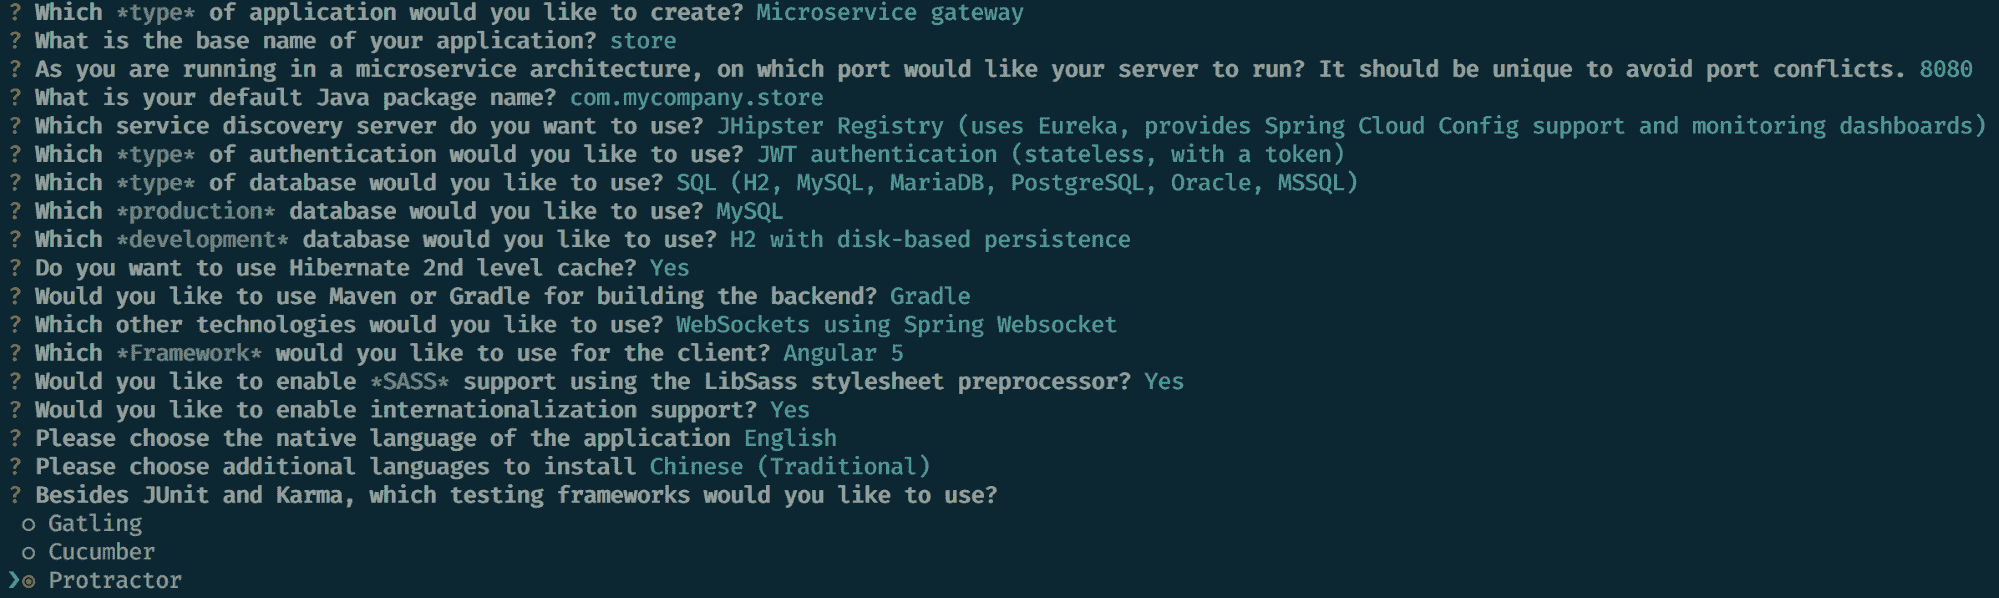 ? Which *type* of application would you like to create? Microservice gateway
? What is the base name of your application? store
? As you are running in a microservice architecture, on which port would like your server to run? It should be unique to avoid port conflicts. 8080
? What is your default Java package name? com.mycompany.store
? Which service discovery server do you want to use? JHipster Registry (uses Eureka, provides Spring Cloud Config support and monitoring dashboards)
? Which *type* of authentication would you like to use? JWT authentication (stateless, with a token)
? Which *type* of database would you like to use? SQL (H2, MySQL, MariaDB, PostgreSQL, Oracle, MSSQL)
? Which *production* database would you like to use? MySQL
? Which *development* database would you like to use? H2 with disk-based persistence
? Do you want to use Hibernate 2nd level cache? Yes
? Would you like to use Maven or Gradle for building the backend? Gradle
? Which other technologies would you like to use? WebSockets using Spring Websocket
? Which *Framework* would you like to use for the client? Angular 5
? Would you like to enable *SASS* support using the LibSass stylesheet preprocessor? Yes
? Would you like to enable internationalization support? Yes
? Please choose the native language of the application English
? Please choose additional languages to install Chinese (Traditional)
? Besides JUnit and Karma, which testing frameworks would you like to use?
○ Gatling
○ Cucumber
❯◉ Protractor